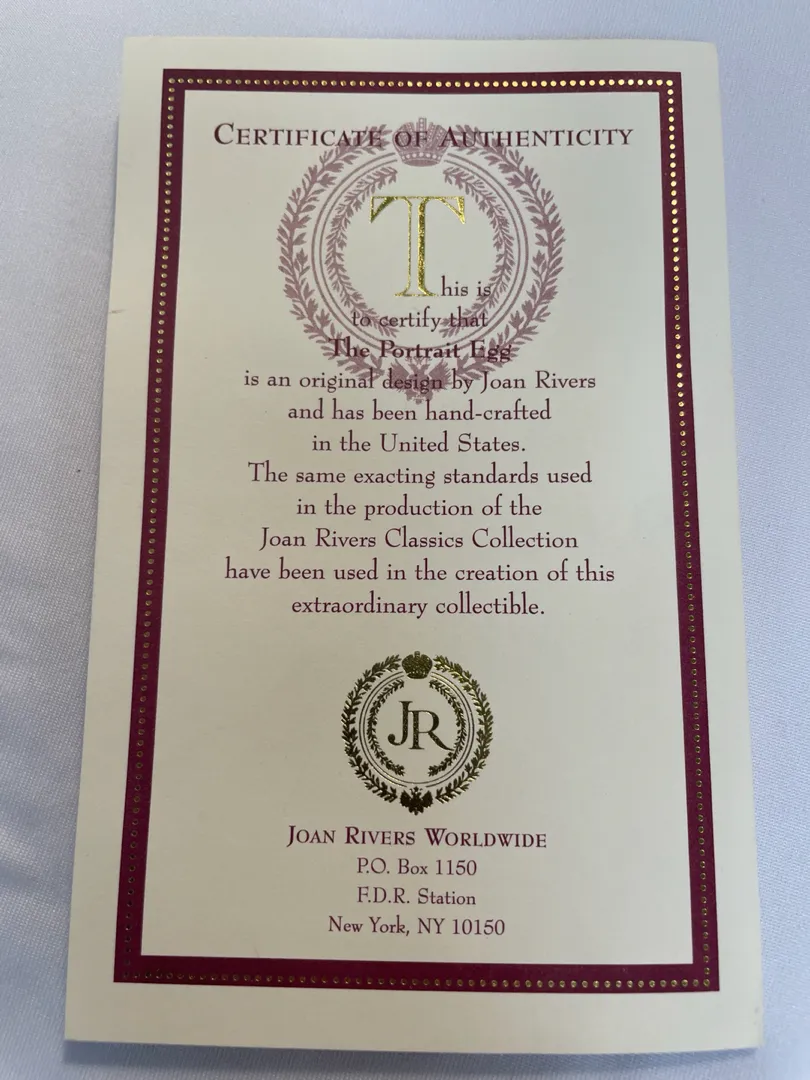 CERTIFICATE OF AUTHENTICITY
This is
to certify that
The Portrait Egg
is an original design by Joan Rivers
and has been hand-crafted
in the United States.
The same exacting standards used
in the production of the
Joan Rivers Classics Collection
have been used in the creation of this
extraordinary collectible.
JR
JOAN RIVERS WORLDWIDE
P.O. Box 1150
F.D.R. Station
New York, NY 10150